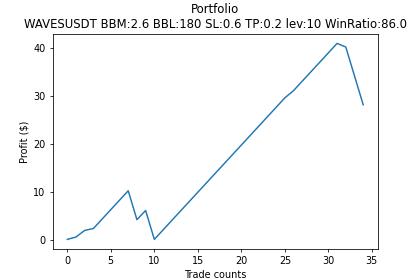 Portfolio
WAVESUSDT BBM:2.6 BBL:180 SL:0.6 TP:0.2 lev:10 WinRatio:86.0
Profit ($)
40
30
20
10
0
0 5 10 15 20 25 30 35
Trade counts